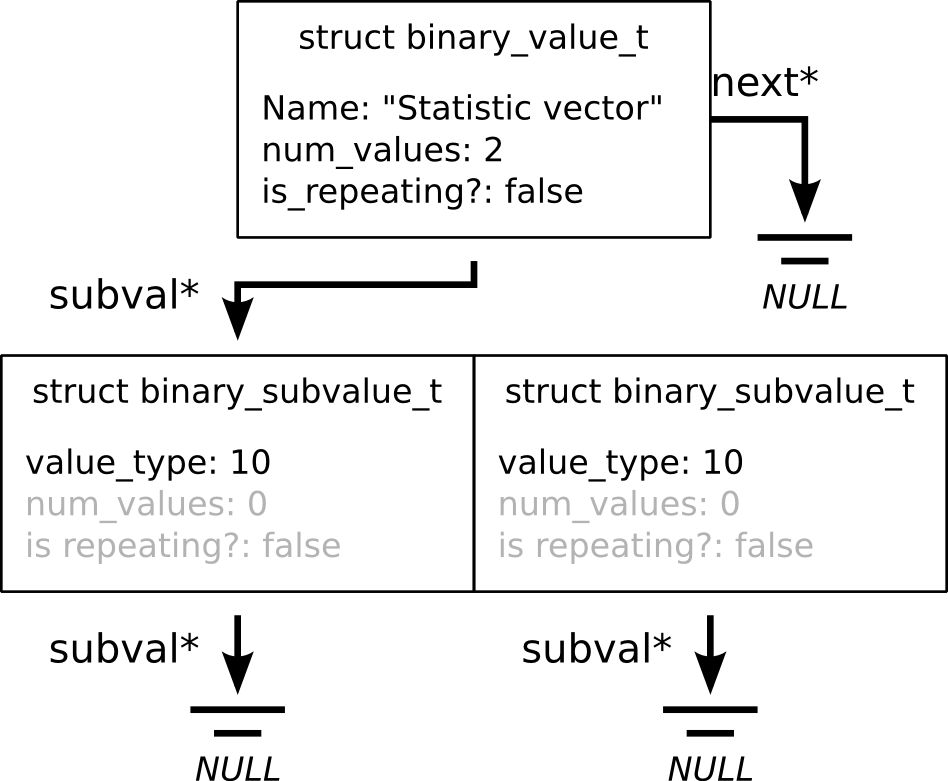 struct binary_value_t
Name: "Statistic vector"
num_values: 2
is_repeating?: false
next*
NULL
subval*
struct binary_subvalue_t
value_type: 10
num_values: 0
is repeating?: false
struct binary_subvalue_t
value_type: 10
num_values: 0
is repeating?: false
subval*
NULL
subval*
NULL